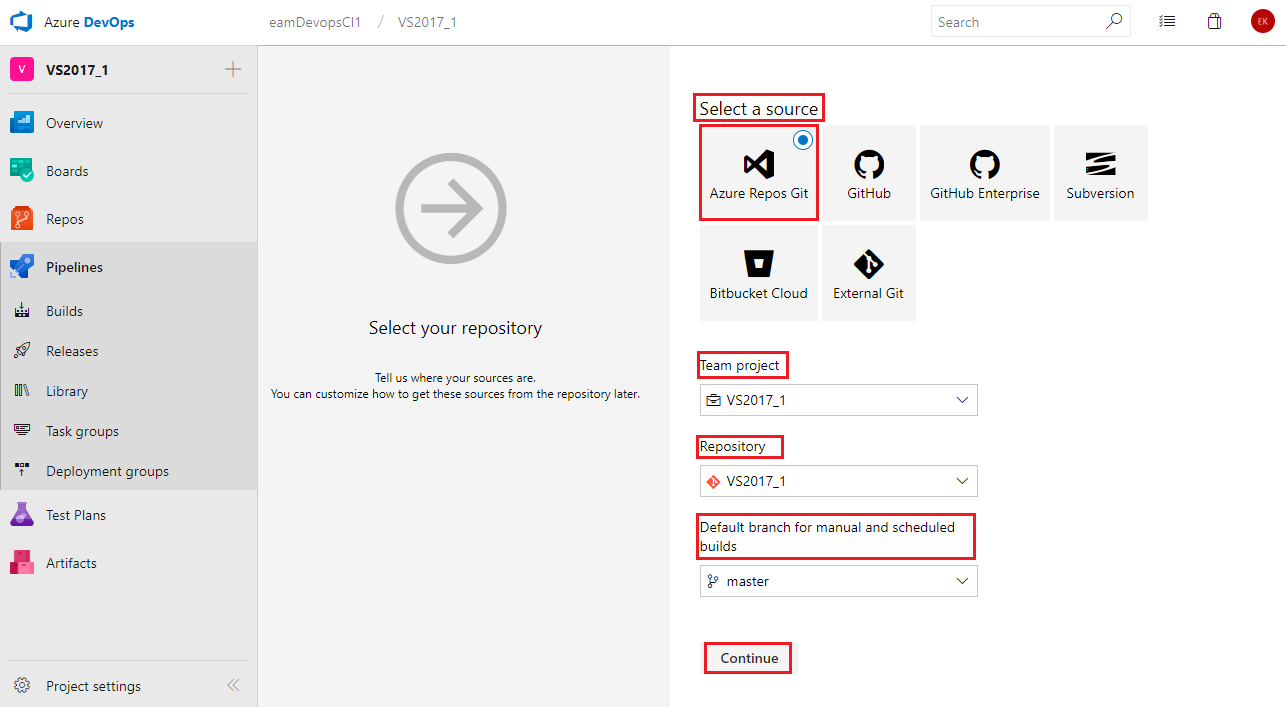 Azure DevOps
eamDevopsCI1 / VS2017_1
Search
EK
V
VS2017_1
Overview
Boards
Repos
Pipelines
Builds
Releases
Library
Task groups
Deployment groups
Test Plans
Artifacts
Project settings
Select your repository
Tell us where your sources are.
You can customize how to get these sources from the repository later.
Select a source
Azure Repos Git
GitHub
GitHub Enterprise
Subversion
Bitbucket Cloud
External Git
Team project
VS2017_1
Repository
VS2017_1
Default branch for manual and scheduled
builds
master
Continue